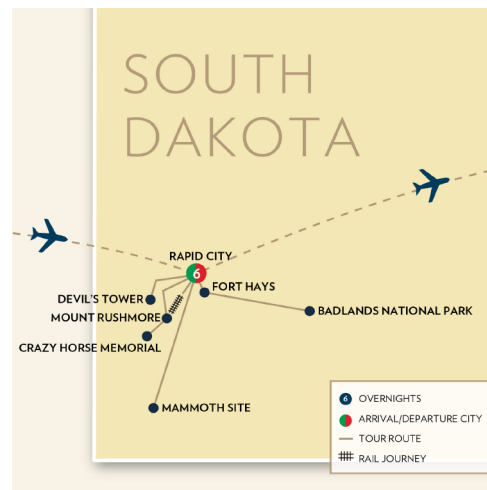 SOUTH
DAKOTA
RAPID CITY
6
FORT HAYS
DEVIL'S TOWER
MOUNT RUSHMORE
BADLANDS NATIONAL PARK
CRAZY HORSE MEMORIAL
MAMMOTH SITE
6 OVERNIGHTS
ARRIVAL/DEPARTURE CITY
TOUR ROUTE
RAIL JOURNEY